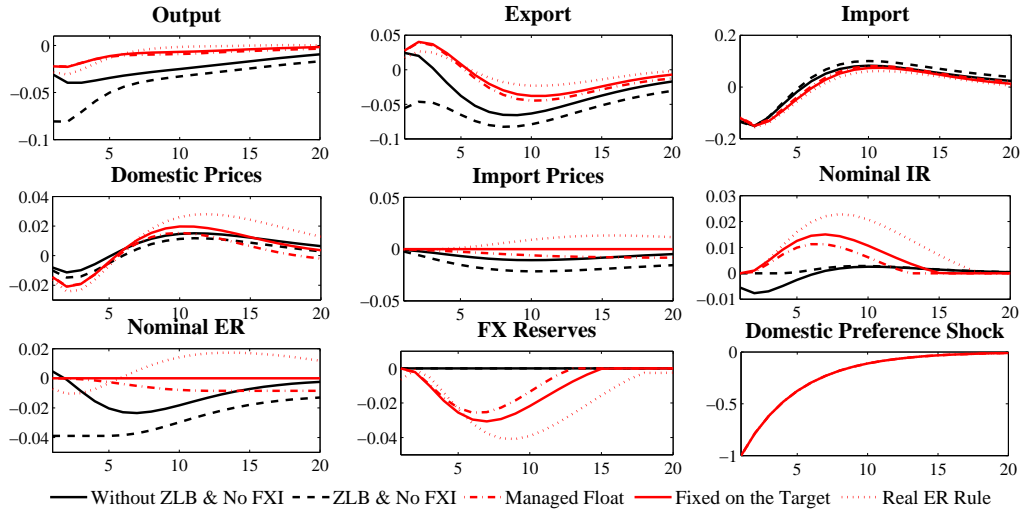 Output
Export
Import
0
−0.05
−0.1
5 10 15 20
0.05
0
−0.05
−0.1
5 10 15 20
0.2
0
−0.2
5 10 15 20
Domestic Prices
Import Prices
Nominal IR
0.04
0.02
0
−0.02
5 10 15 20
0.05
0
0.05
5 10 15 20
0.03
0.02
0.01
0
−0.01
5 10 15 20
Nominal ER
FX Reserves
Domestic Preference Shock
0.02
0
−0.02
−0.04
5 10 15 20
0
−0.02
−0.04
5 10 15 20
0
−0.5
−1
5 10 15 20
Without ZLB & No FXI
ZLB & No FXI
Managed Float
Fixed on the Target
Real ER Rule